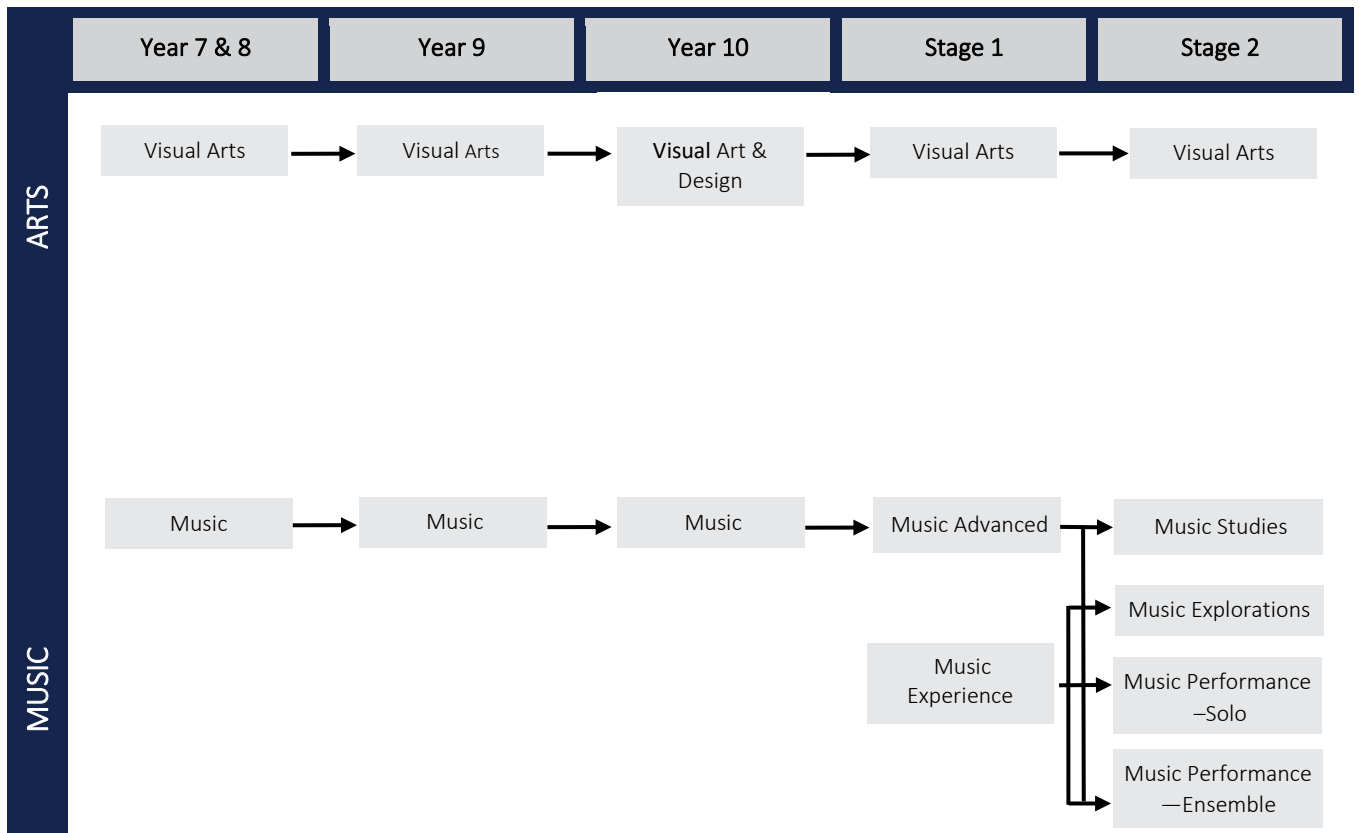 Year 7 & 8
Year 9
Year 10
Stage 1
Stage 2
ARTS
Visual Arts
Visual Arts
Visual Art &
Design
Visual Arts
Visual Arts
MUSIC
Music
Music
Music
Music Advanced
Music Studies
Music Explorations
Music
Experience
Music Performance
–Solo
Music Performance
—Ensemble